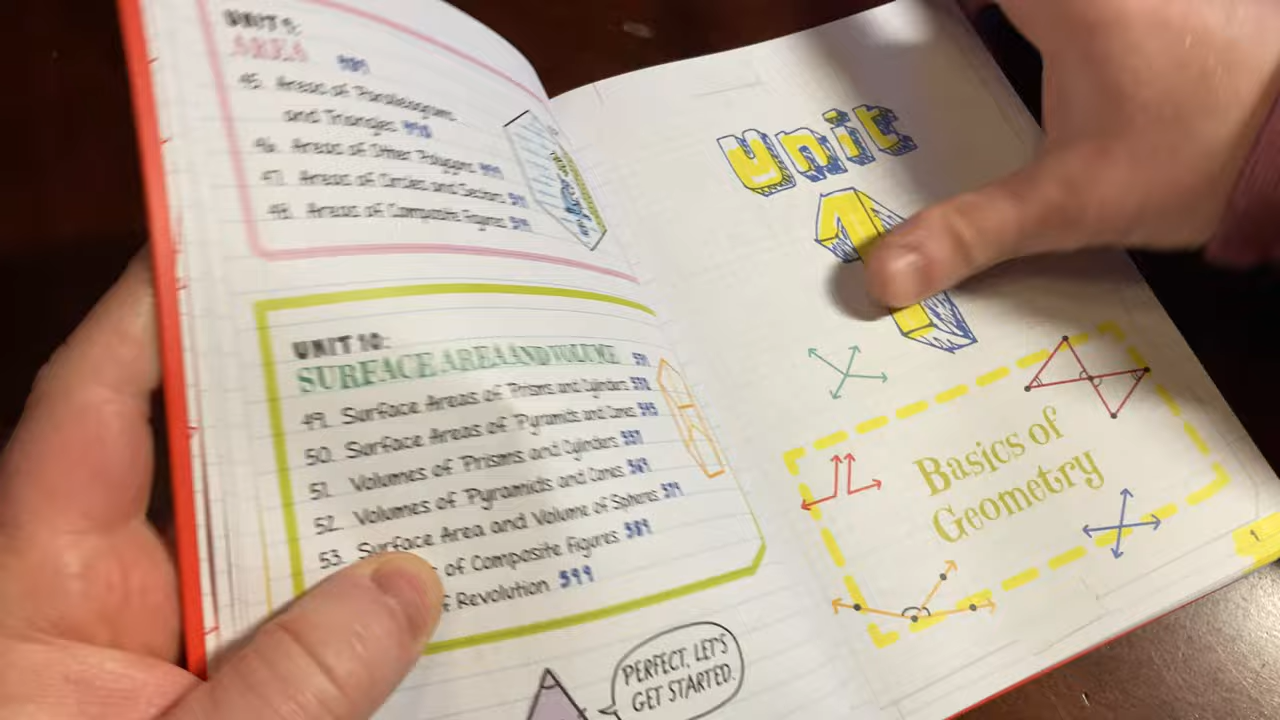 UNIT 9:
AREA
45. Areas of Parallelograms
and Triangles
46. Areas of Other Polygons
47. Areas of Circles and Sectors
48. Areas of Composite Figures
UNIT 10:
SURFACE AREA AND VOLUME
49. Surface Areas of Prisms and Cylinders
50. Surface Areas of Pyramids and Cones
51. Volumes of Prisms and Cylinders
52. Volumes of Pyramids and Cones
53. Surface Area and Volume of Spheres 579
of Composite Figures 589
of Revolution 599
PERFECT. LET'S
GET STARTED.
Unit
1
Basics of
Geometry
1